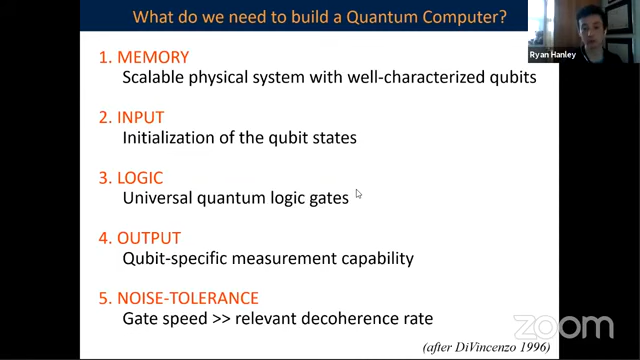 What do we need to build a Quantum Computer?
Ryan Hanley
1. MEMORY
Scalable physical system with well-characterized qubits
2. INPUT
Initialization of the qubit states
3. LOGIC
Universal quantum logic gates
4. OUTPUT
Qubit-specific measurement capability
5. NOISE-TOLERANCE
Gate speed >> relevant decoherence rate
zoom
(after DiVincenzo 1996)